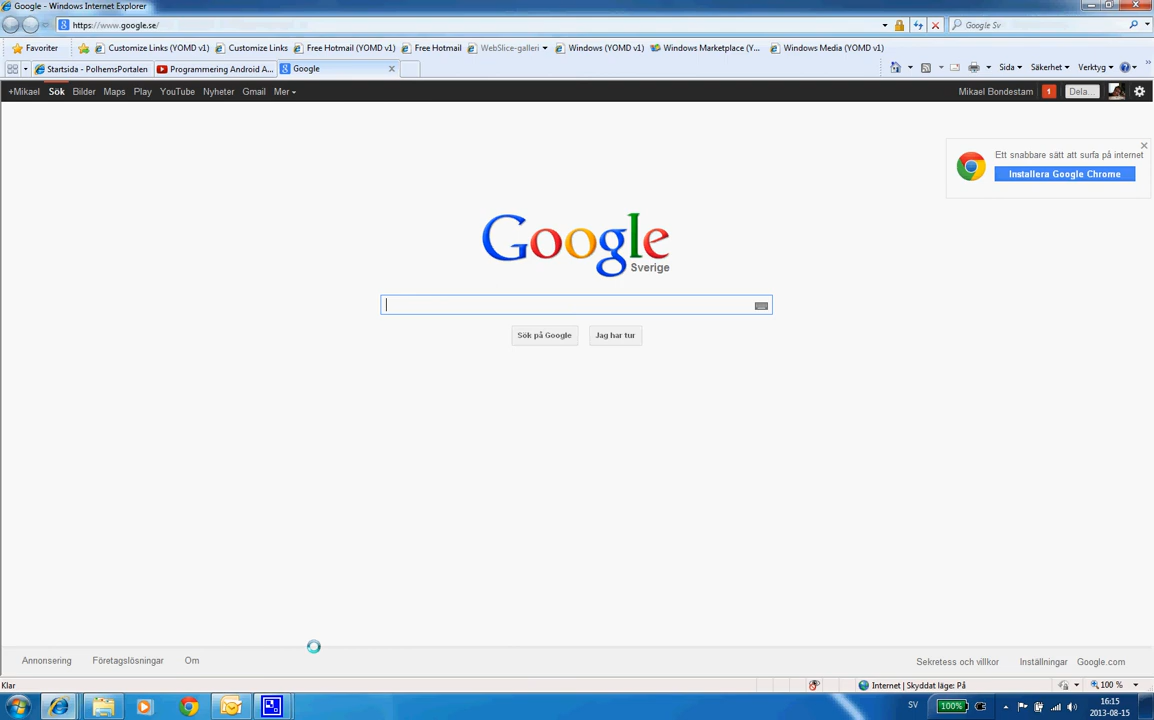 Google - Windows Internet Explorer
https://www.google.se/
Google Sv
Favoriter Customize Links (YOMD v1) Customize Links Free Hotmail (YOMD v1) Free Hotmail WebSlice-galleri Windows (YOMD v1) Windows Marketplace (Y... Windows Media (YOMD v1)
Startsida - PolhemsPortalen Programmering Android A... Google Sida Säkerhet Verktyg
+Mikael Sök Bilder Maps Play YouTube Nyheter Gmail Mer Mikael Bondestam 1 Dela...
Ett snabbare sätt att surfa på internet
Installera Google Chrome
Google
Sverige
Sök på Google Jag har tur
Annonsering Företagslösningar Om Sekretess och villkor Inställningar Google.com
Klar Internet | Skyddat läge: På 100 %
SV 100% 16:15
2013-08-15